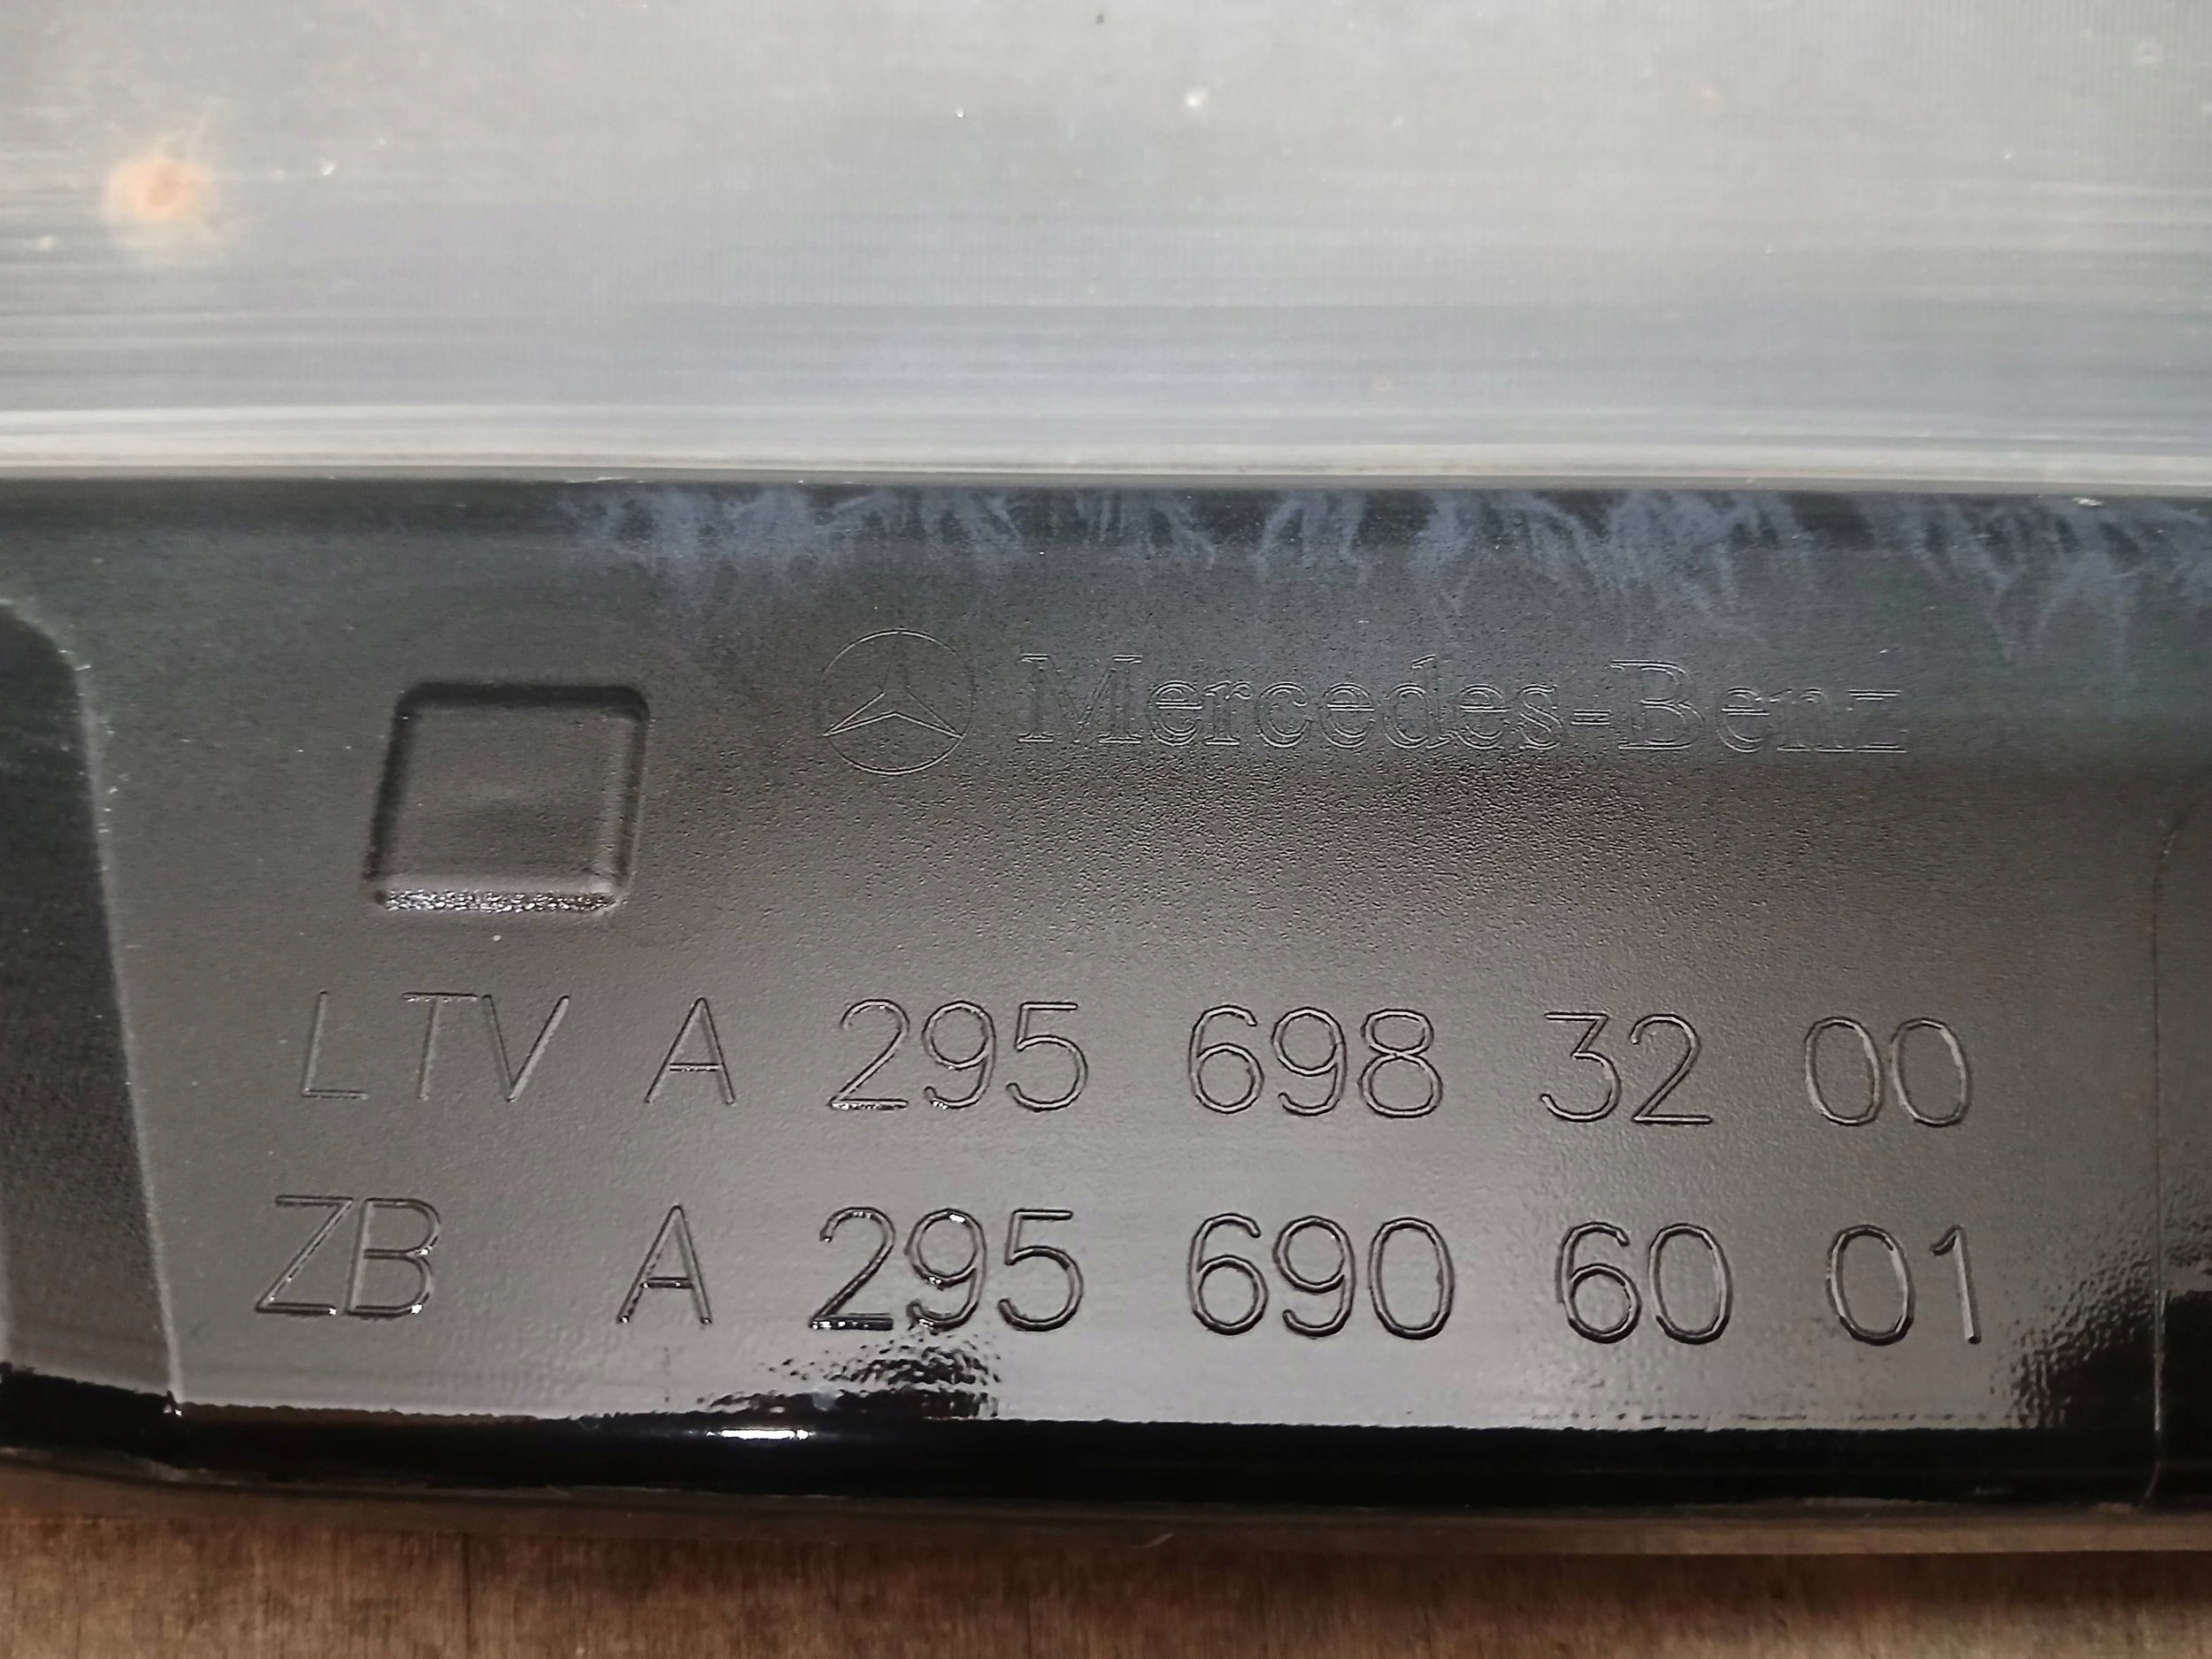 Mercedes-Benz
LTV A 295 698 32 00
ZB A 295 690 60 01